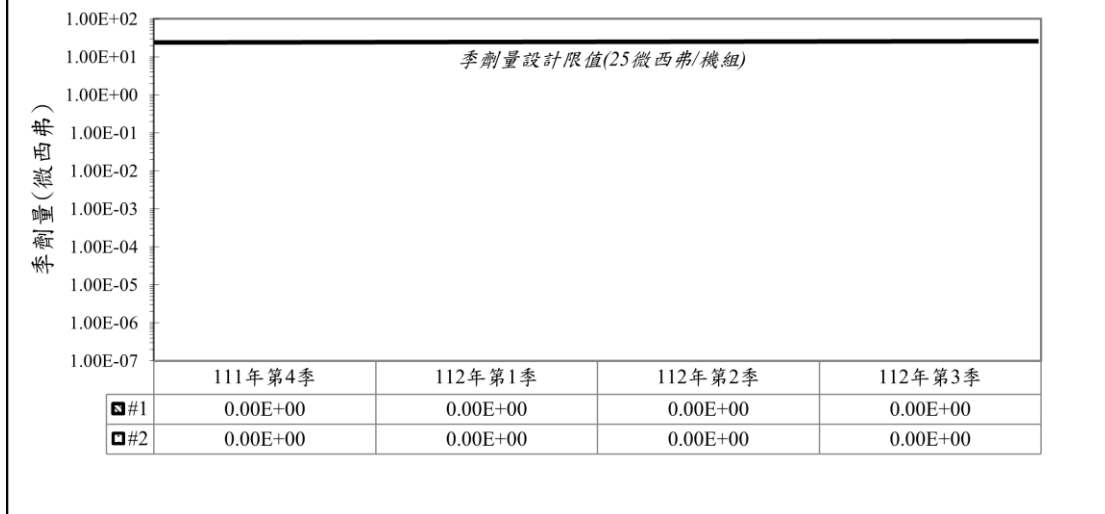 1.00E+02
1.00E+01
1.00E+00
1.00E-01
1.00E-02
1.00E-03
1.00E-04
1.00E-05
1.00E-06
1.00E-07
季劑量(微西弗)
季劑量設計限值(25微西弗/機組)
111年第4季 112年第1季 112年第2季 112年第3季
#1 0.00E+00 0.00E+00 0.00E+00 0.00E+00
#2 0.00E+00 0.00E+00 0.00E+00 0.00E+00